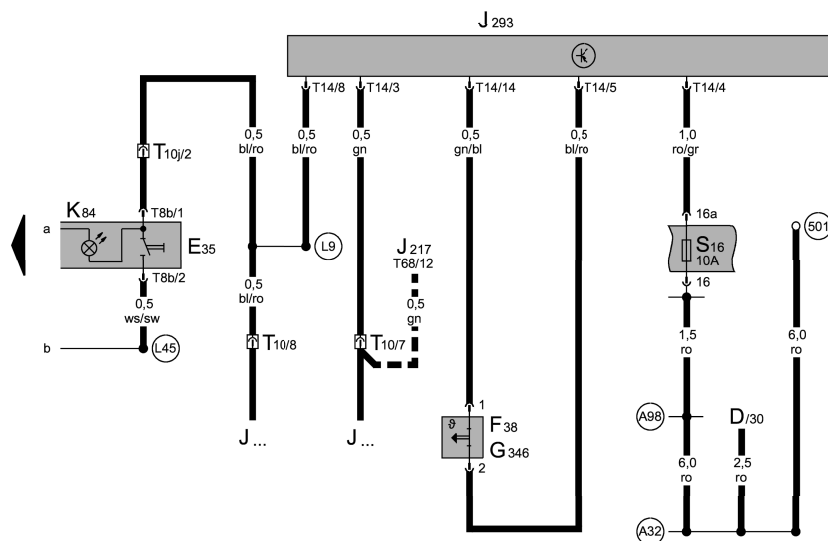 J 293
T14/8
T14/3
T14/14
T14/5
T14/4
0,5
bl/ro
0,5
bl/ro
0,5
gn
0,5
gn/bl
0,5
bl/ro
1,0
ro/gr
T10j/2
K84
T8b/1
a
E35
T8b/2
L9
J 217
T68/12
16a
S16
10A
16
501
0,5
ws/sw
0,5
bl/ro
0,5
gn
b
L45
T10/8
T10/7
1,5
ro
6,0
ro
J ...
J ...
1
ϑ
F38
G346
2
A98
D/30
6,0
ro
2,5
ro
A32